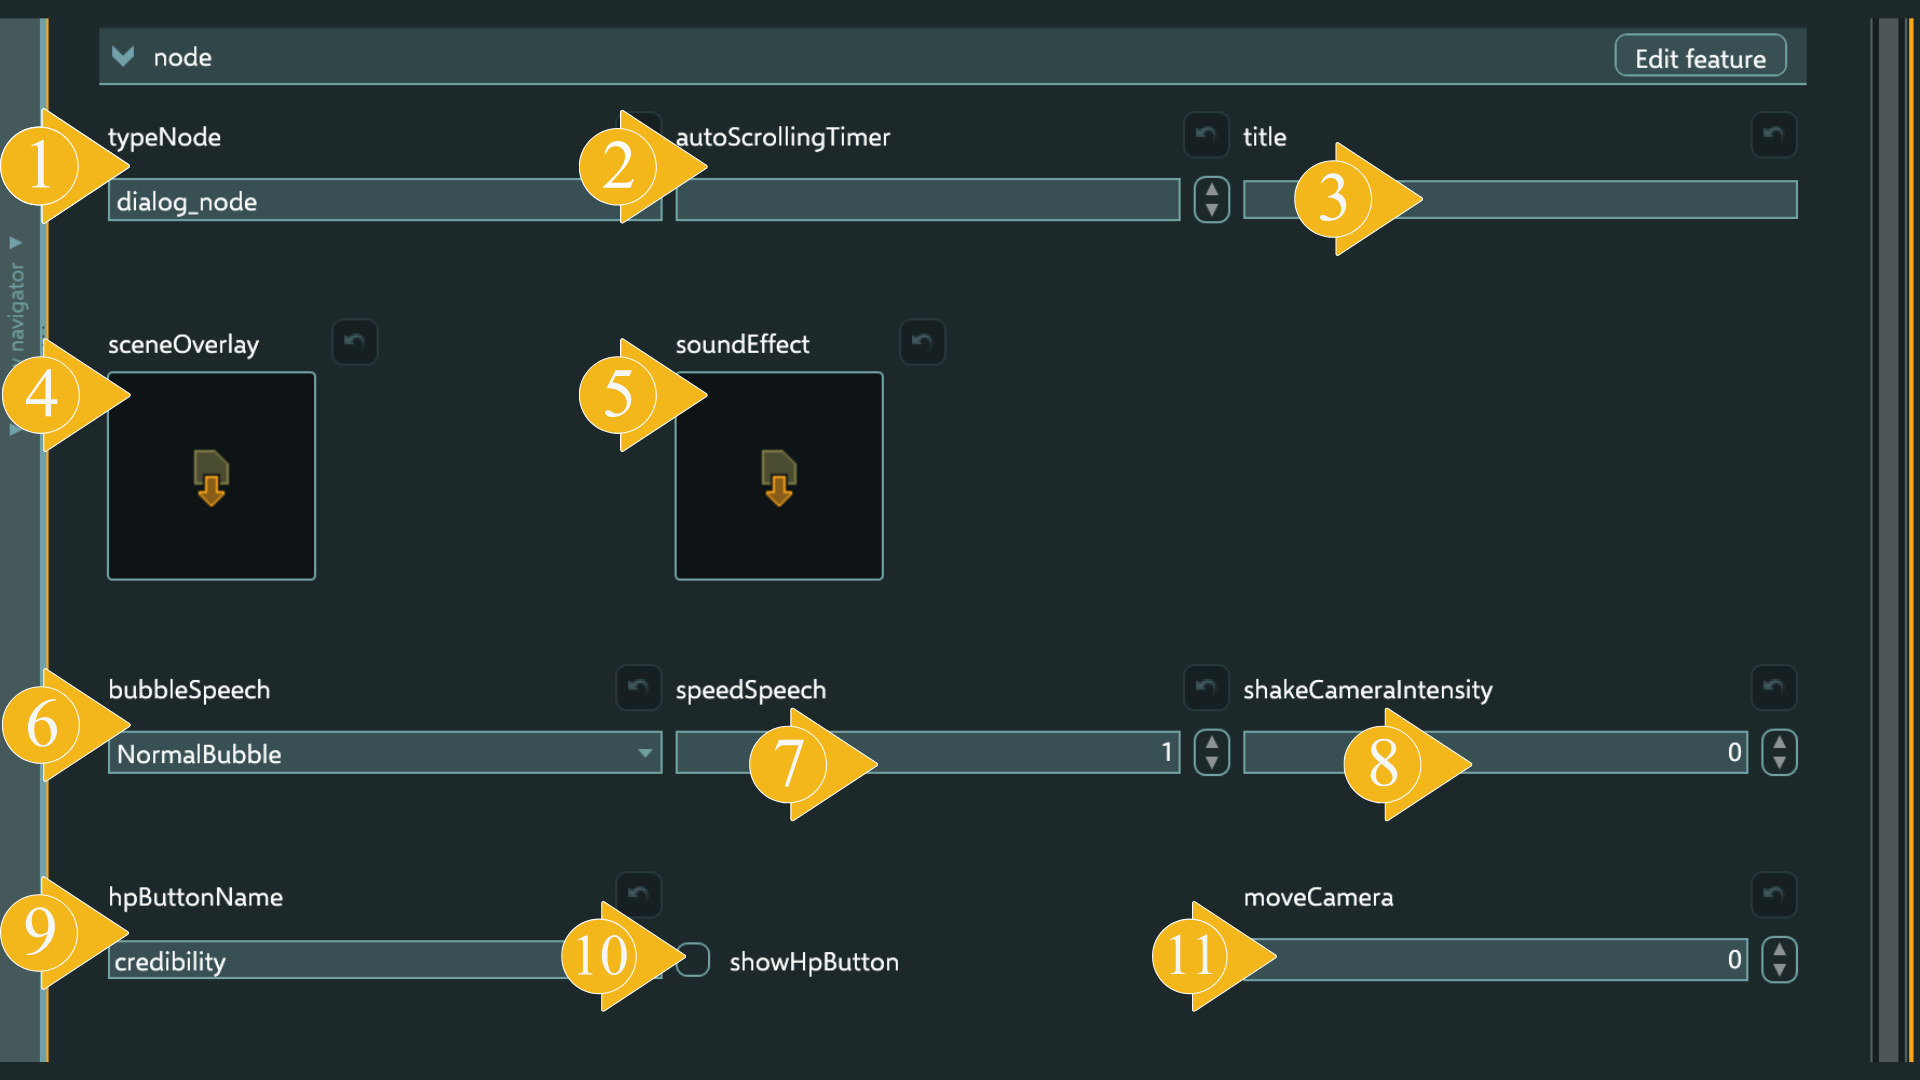 node
Edit feature
typeNode
autoScrollingTimer
title
1
2
3
dialog_node
navigator
sceneOverlay
soundEffect
4
5
bubbleSpeech
speedSpeech
shakeCameraIntensity
6
7
8
NormalBubble
1
0
hpButtonName
moveCamera
9
10
11
credibility
showHpButton
0